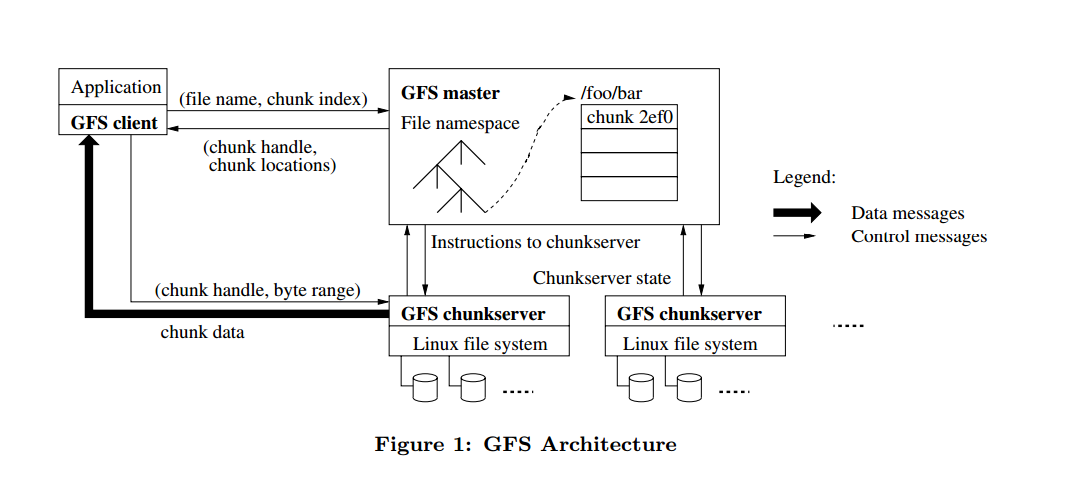 Application
GFS client
(file name, chunk index)
(chunk handle,
chunk locations)
GFS master
File namespace
/foo/bar
chunk 2ef0
Legend:
Data messages
Control messages
Instructions to chunkserver
Chunkserver state
(chunk handle, byte range)
chunk data
GFS chunkserver
Linux file system
GFS chunkserver
Linux file system
Figure 1: GFS Architecture